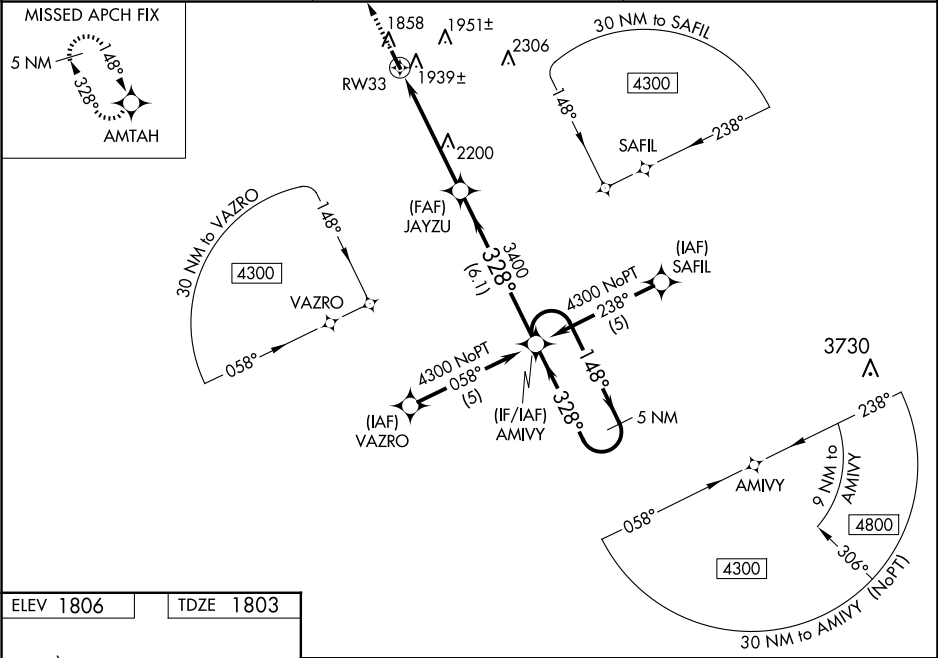 MISSED APCH FIX
5 NM
148°
328°
AMTAH
1858
1951±
2306
RW33
1939±
2200
(FAF)
JAYZU
3400
328°
(6.1)
30 NM to SAFIL
4300
148°
238°
SAFIL
30 NM to VAZRO
148°
4300
VAZRO
058°
(IAF)
SAFIL
4300 NoPT
238°
(5)
4300 NoPT
058°
(5)
(IAF)
VAZRO
(IF/IAF)
AMIVY
148°
328°
5 NM
3730
238°
AMIVY
058°
9 NM to
AMIVY
4800
306°
4300
30 NM to AMIVY (NoPT)
ELEV 1806
TDZE 1803